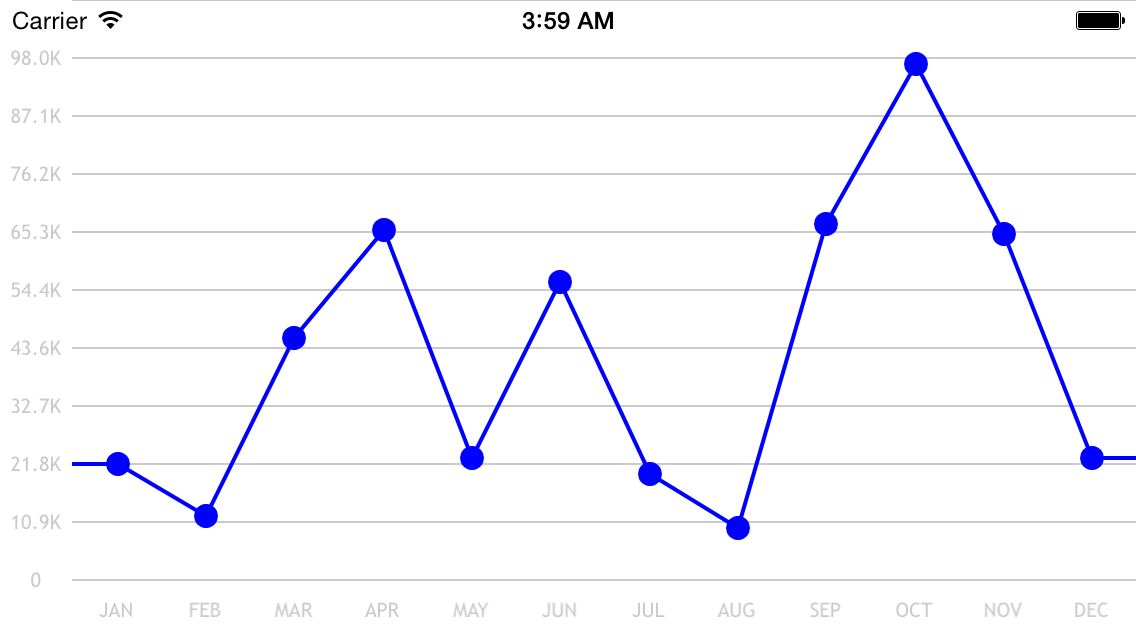 Carrier 3:59 AM
98.0K
87.1K
76.2K
65.3K
54.4K
43.6K
32.7K
21.8K
10.9K
0
JAN FEB MAR APR MAY JUN JUL AUG SEP OCT NOV DEC